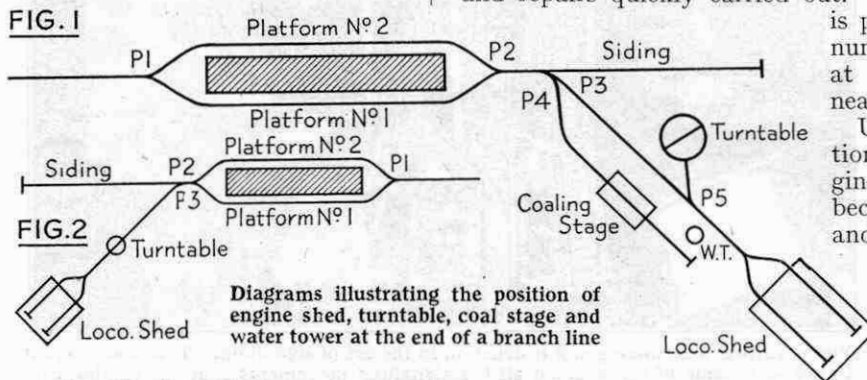 and repairs quickly carried out.
FIG. 1
Platform Nº 2
P1
P2
P3
P4
Platform Nº 1
Siding
Turntable
P5
Coaling
Stage
W.T.
Loco. Shed
FIG. 2
Siding
P2
P3
Platform Nº 2
P1
Platform Nº 1
Turntable
Loco. Shed
Diagrams illustrating the position of
engine shed, turntable, coal stage and
water tower at the end of a branch line
is p
num
at
nea
U
tion
gin
bec
and